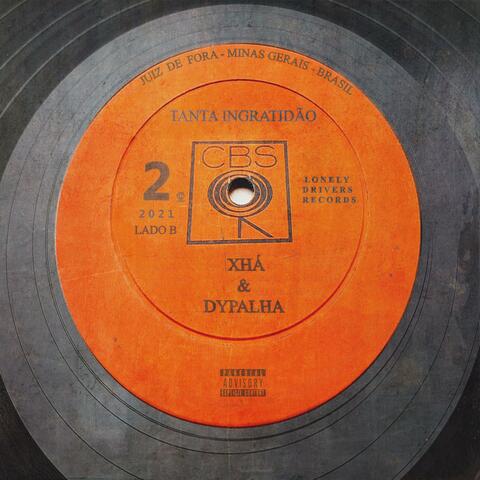 JUIZ DE FORA - MINAS GERAIS - BRASIL
TANTA INGRATIDÃO
CBS
2
2021
LADO B
LONELY
DRIVERS
RECORDS
XHÁ
&
DYPALHA
PARENTAL
ADVISORY
EXPLICIT CONTENT